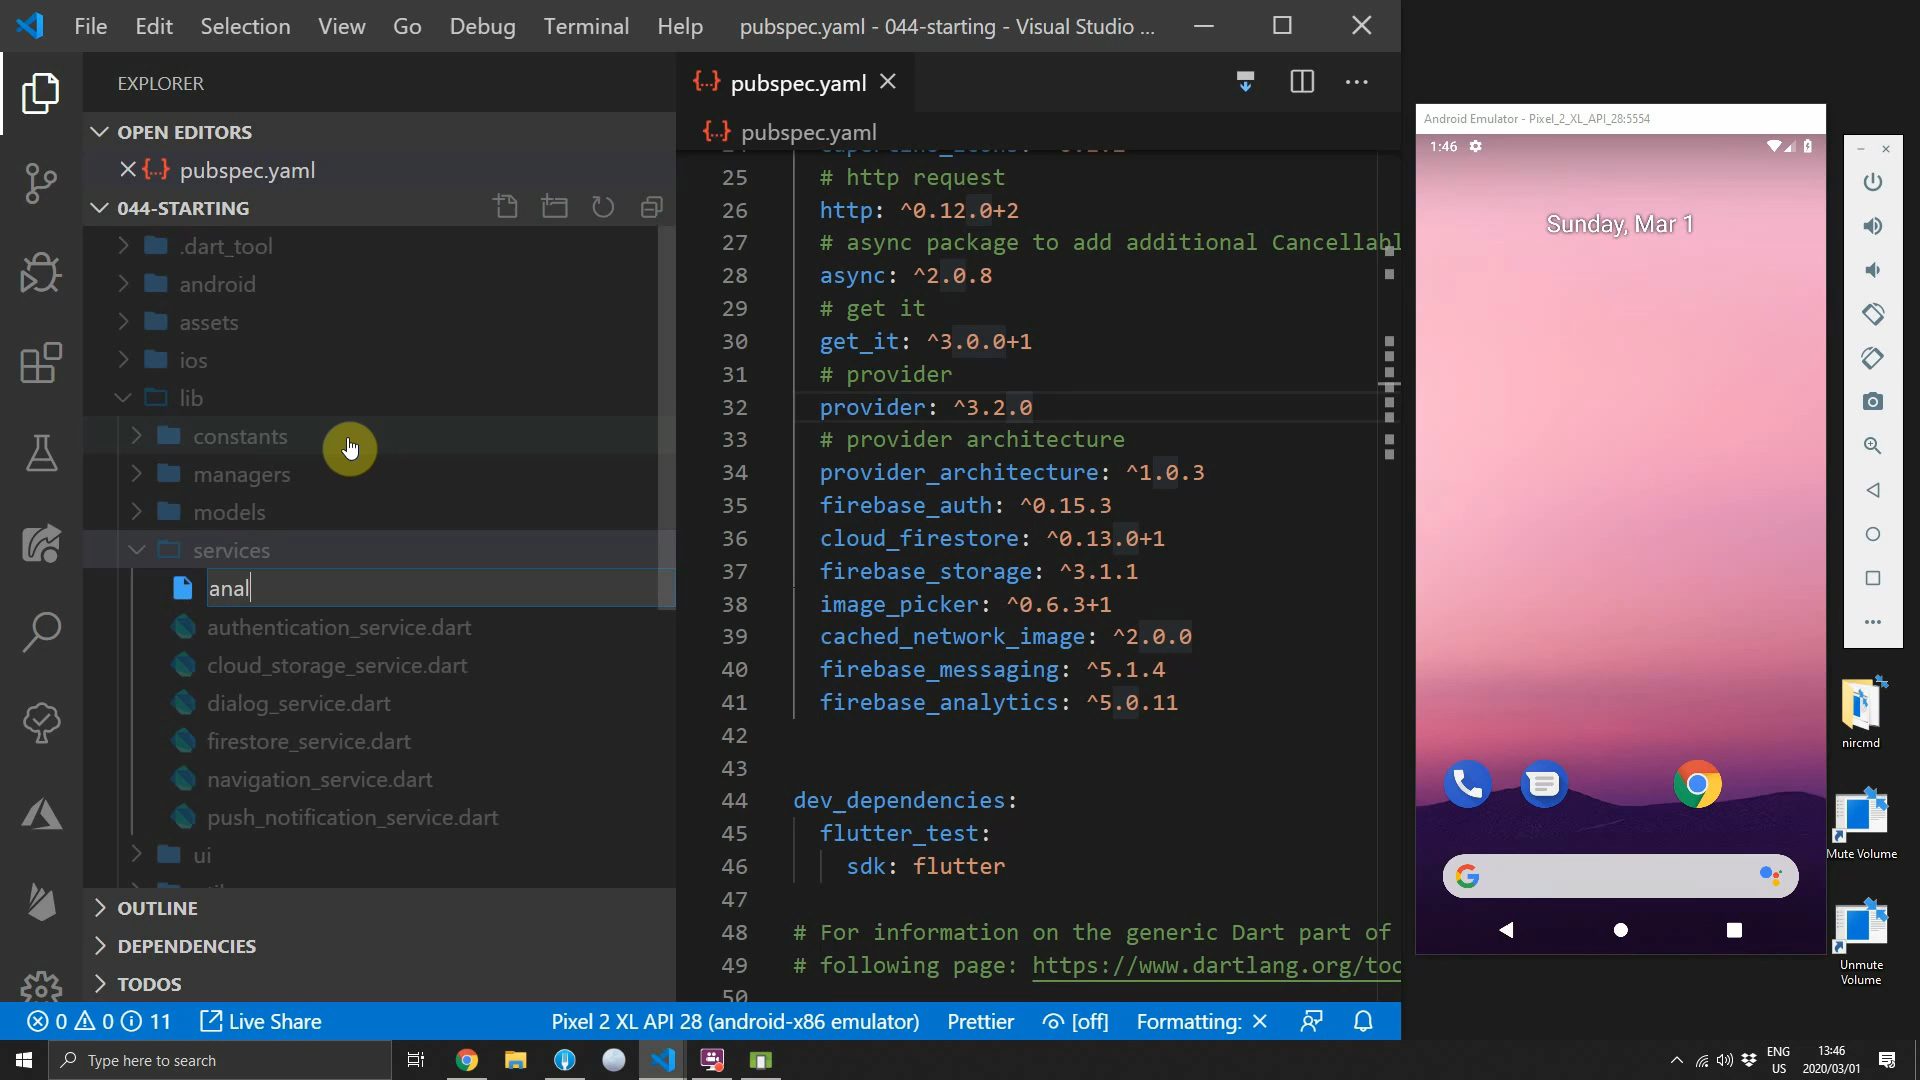 File Edit Selection View Go Debug Terminal Help pubspec.yaml - 044-starting - Visual Studio ...
EXPLORER
OPEN EDITORS
{..} pubspec.yaml
044-STARTING
.dart_tool
android
assets
ios
lib
constants
managers
models
services
anal
authentication_service.dart
cloud_storage_service.dart
dialog_service.dart
firestore_service.dart
navigation_service.dart
push_notification_service.dart
ui
OUTLINE
DEPENDENCIES
TODOS
{..} pubspec.yaml
{..} pubspec.yaml
25 # http request
26 http: ^0.12.0+2
27 # async package to add additional Cancellabl
28 async: ^2.0.8
29 # get it
30 get_it: ^3.0.0+1
31 # provider
32 provider: ^3.2.0
33 # provider architecture
34 provider_architecture: ^1.0.3
35 firebase_auth: ^0.15.3
36 cloud_firestore: ^0.13.0+1
37 firebase_storage: ^3.1.1
38 image_picker: ^0.6.3+1
39 cached_network_image: ^2.0.0
40 firebase_messaging: ^5.1.4
41 firebase_analytics: ^5.0.11
42
43
44 dev_dependencies:
45 flutter_test:
46 sdk: flutter
47
48 # For information on the generic Dart part of
49 # following page: https://www.dartlang.org/too
50
0 0 11 Live Share Pixel 2 XL API 28 (android-x86 emulator) Prettier [off] Formatting: ×
Android Emulator - Pixel_2_XL_API_28:5554
1:46
Sunday, Mar 1
nircmd
Mute Volume
Unmute
Volume
Type here to search
ENG
US
13:46
2020/03/01